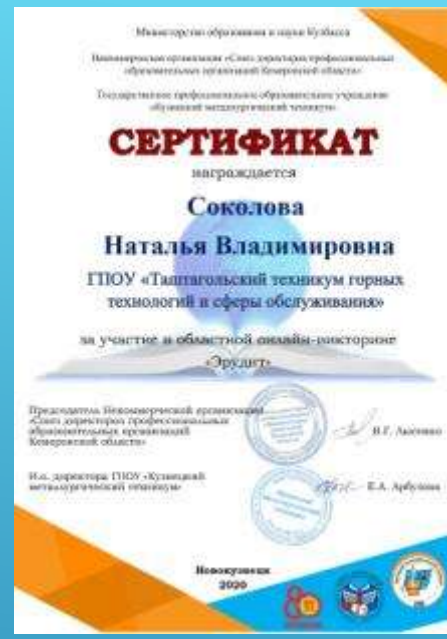 Министерство образования и науки Кузбасса
Некоммерческая организация «Союз директоров профессиональных
образовательных организаций Кемеровской области»
Государственное профессиональное образовательное учреждение
«Кузнецкий металлургический техникум»
СЕРТИФИКАТ
награждается
Соколова
Наталья Владимировна
ГПОУ «Таштагольский техникум горных
технологий и сферы обслуживания»
за участие в областной онлайн-викторине
«Эрудит»
Председатель Некоммерческой организации
«Союз директоров профессиональных
образовательных организаций
Кемеровской области»
И.о. директора ГПОУ «Кузнецкий
металлургический техникум»
Е.А. Арбузова
Новокузнецк
2020